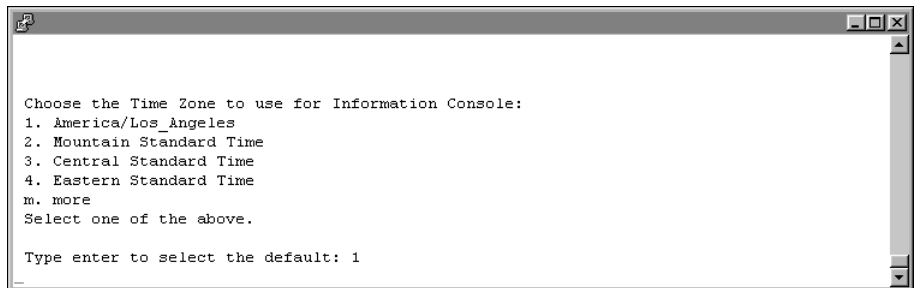 Choose the Time Zone to use for Information Console:
1. America/Los_Angeles
2. Mountain Standard Time
3. Central Standard Time
4. Eastern Standard Time
m. more
Select one of the above.
Type enter to select the default: 1